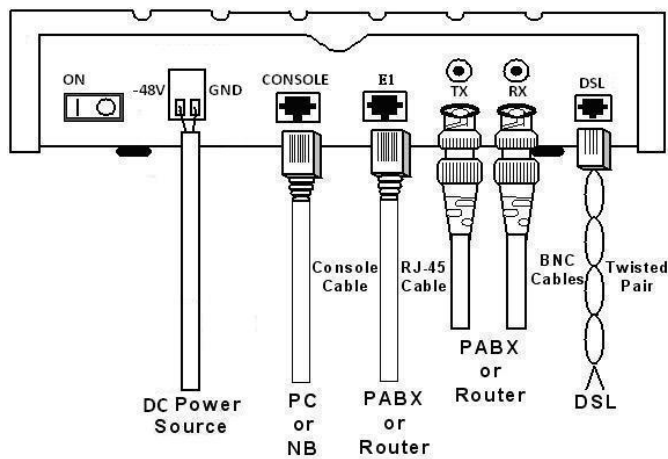 ON
-48V
GND
CONSOLE
E1
TX
RX
DSL
Console
Cable
RJ-45
Cable
BNC
Cables
Twisted
Pair
DC Power
Source
PC
or
NB
PABX
or
Router
PABX
or
Router
DSL